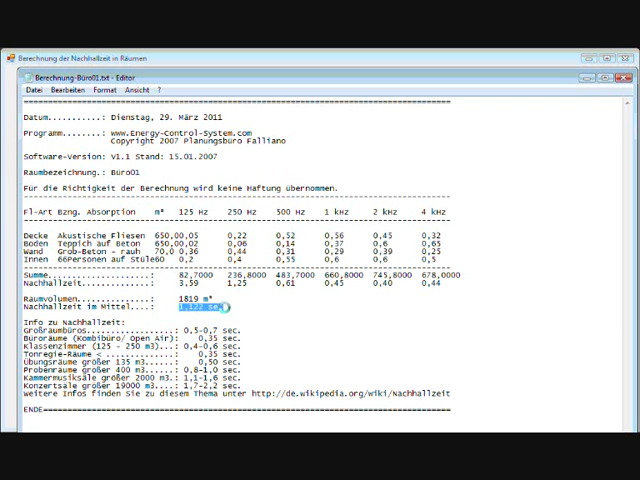 Berechnung der Nachhallzeit in Räumen
Berechnung-Büro01.txt - Editor
Datei Bearbeiten Format Ansicht ?
Datum...........: Dienstag, 29. März 2011
Programm........: www.Energy-Control-System.com
Copyright 2007 Planungsbüro Falliano
Software-Version: V1.1 Stand: 15.01.2007
Raumbezeichnung.: Büro01
Für die Richtigkeit der Berechnung wird keine Haftung übernommen.
Fl-Art Bzng. Absorption m² 125 Hz 250 Hz 500 Hz 1 kHz 2 kHz 4 kHz
Decke Akustische Fliesen 650,00,05 0,22 0,52 0,56 0,45 0,32
Boden Teppich auf Beton 650,00,02 0,06 0,14 0,37 0,6 0,65
Wand Grob-Beton - rauh 70,0 0,36 0,44 0,31 0,29 0,39 0,25
Innen 66Personen auf Stüle60 0,2 0,4 0,55 0,6 0,6 0,5
Summe.......................: 82,7000 236,8000 483,7000 660,8000 745,8000 678,0000
Nachhallzeit................: 3,59 1,25 0,61 0,45 0,40 0,44
Raumvolumen.................: 1819 m³
Nachhallzeit im Mittel....: 1,122 se
Info zu Nachhallzeit:
Großraumbüros.................: 0,5-0,7 sec.
Büroräume (Kombibüro/ Open Air): 0,35 sec.
Klassenzimmer (125 - 250 m3)..: 0,4-0,6 sec.
Tonregie-Räume < .............: 0,35 sec.
Übungsräume größer 135 m3.....: 0,50 sec.
Probenräume größer 400 m3.....: 0,8-1,0 sec.
Kammermusiksäle größer 2000 m3.: 1,1-1,6 sec.
Konzertsäle größer 19000 m3...: 1,7-2,2 sec.
Weitere Infos finden Sie zu diesem Thema unter http://de.wikipedia.org/wiki/Nachhallzeit
ENDE